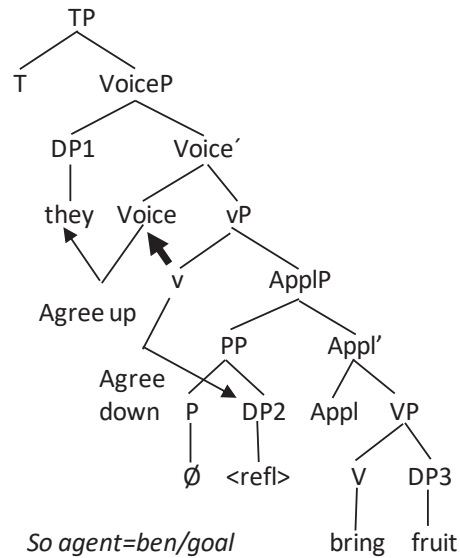 TP
T VoiceP
DP1 Voice´
they Voice vP
v ApplP
Agree up
PP Appl’
Agree
down P DP2 Appl VP
Ø <refl> V DP3
So agent=ben/goal bring fruit